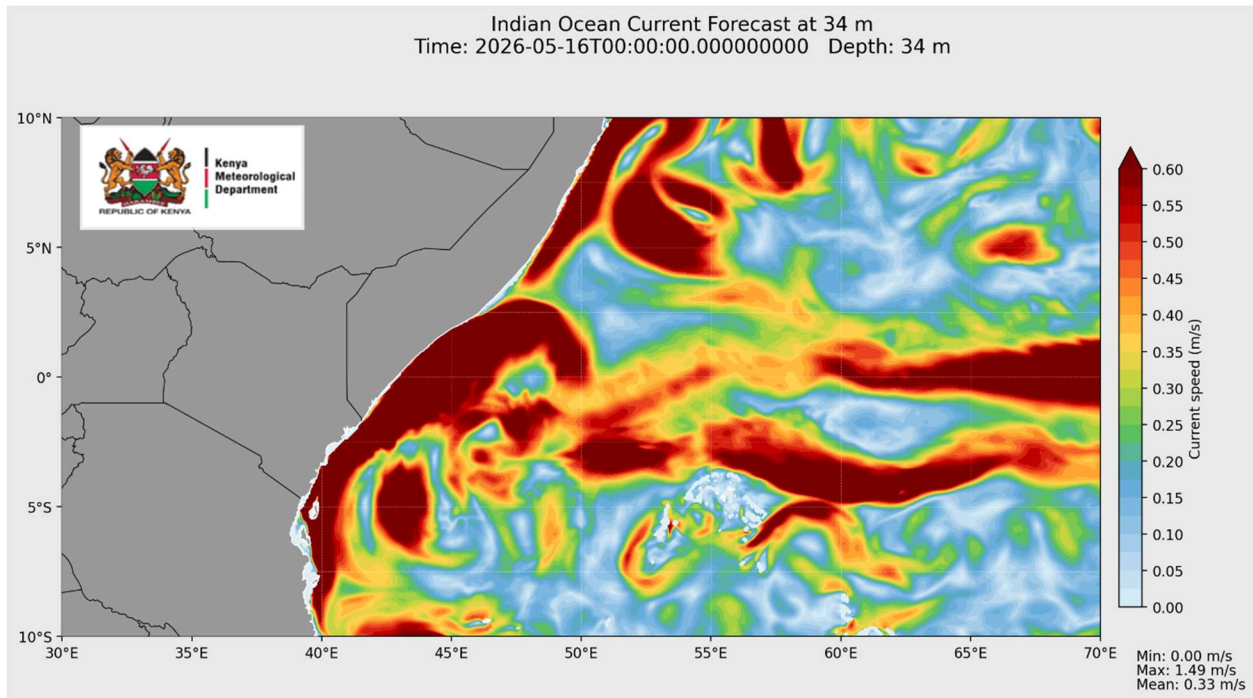 Indian Ocean Current Forecast at 34 m
Time: 2026-05-16T00:00:00.000000000   Depth: 34 m
10°N
5°N
0°
5°S
10°S
Kenya
Meteorological
Department
REPUBLIC OF KENYA
30°E
35°E
40°E
45°E
50°E
55°E
60°E
65°E
70°E
0.60
0.55
0.50
0.45
0.40
0.35
0.30
0.25
0.20
0.15
0.10
0.05
0.00
Current speed (m/s)
Min: 0.00 m/s
Max: 1.49 m/s
Mean: 0.33 m/s